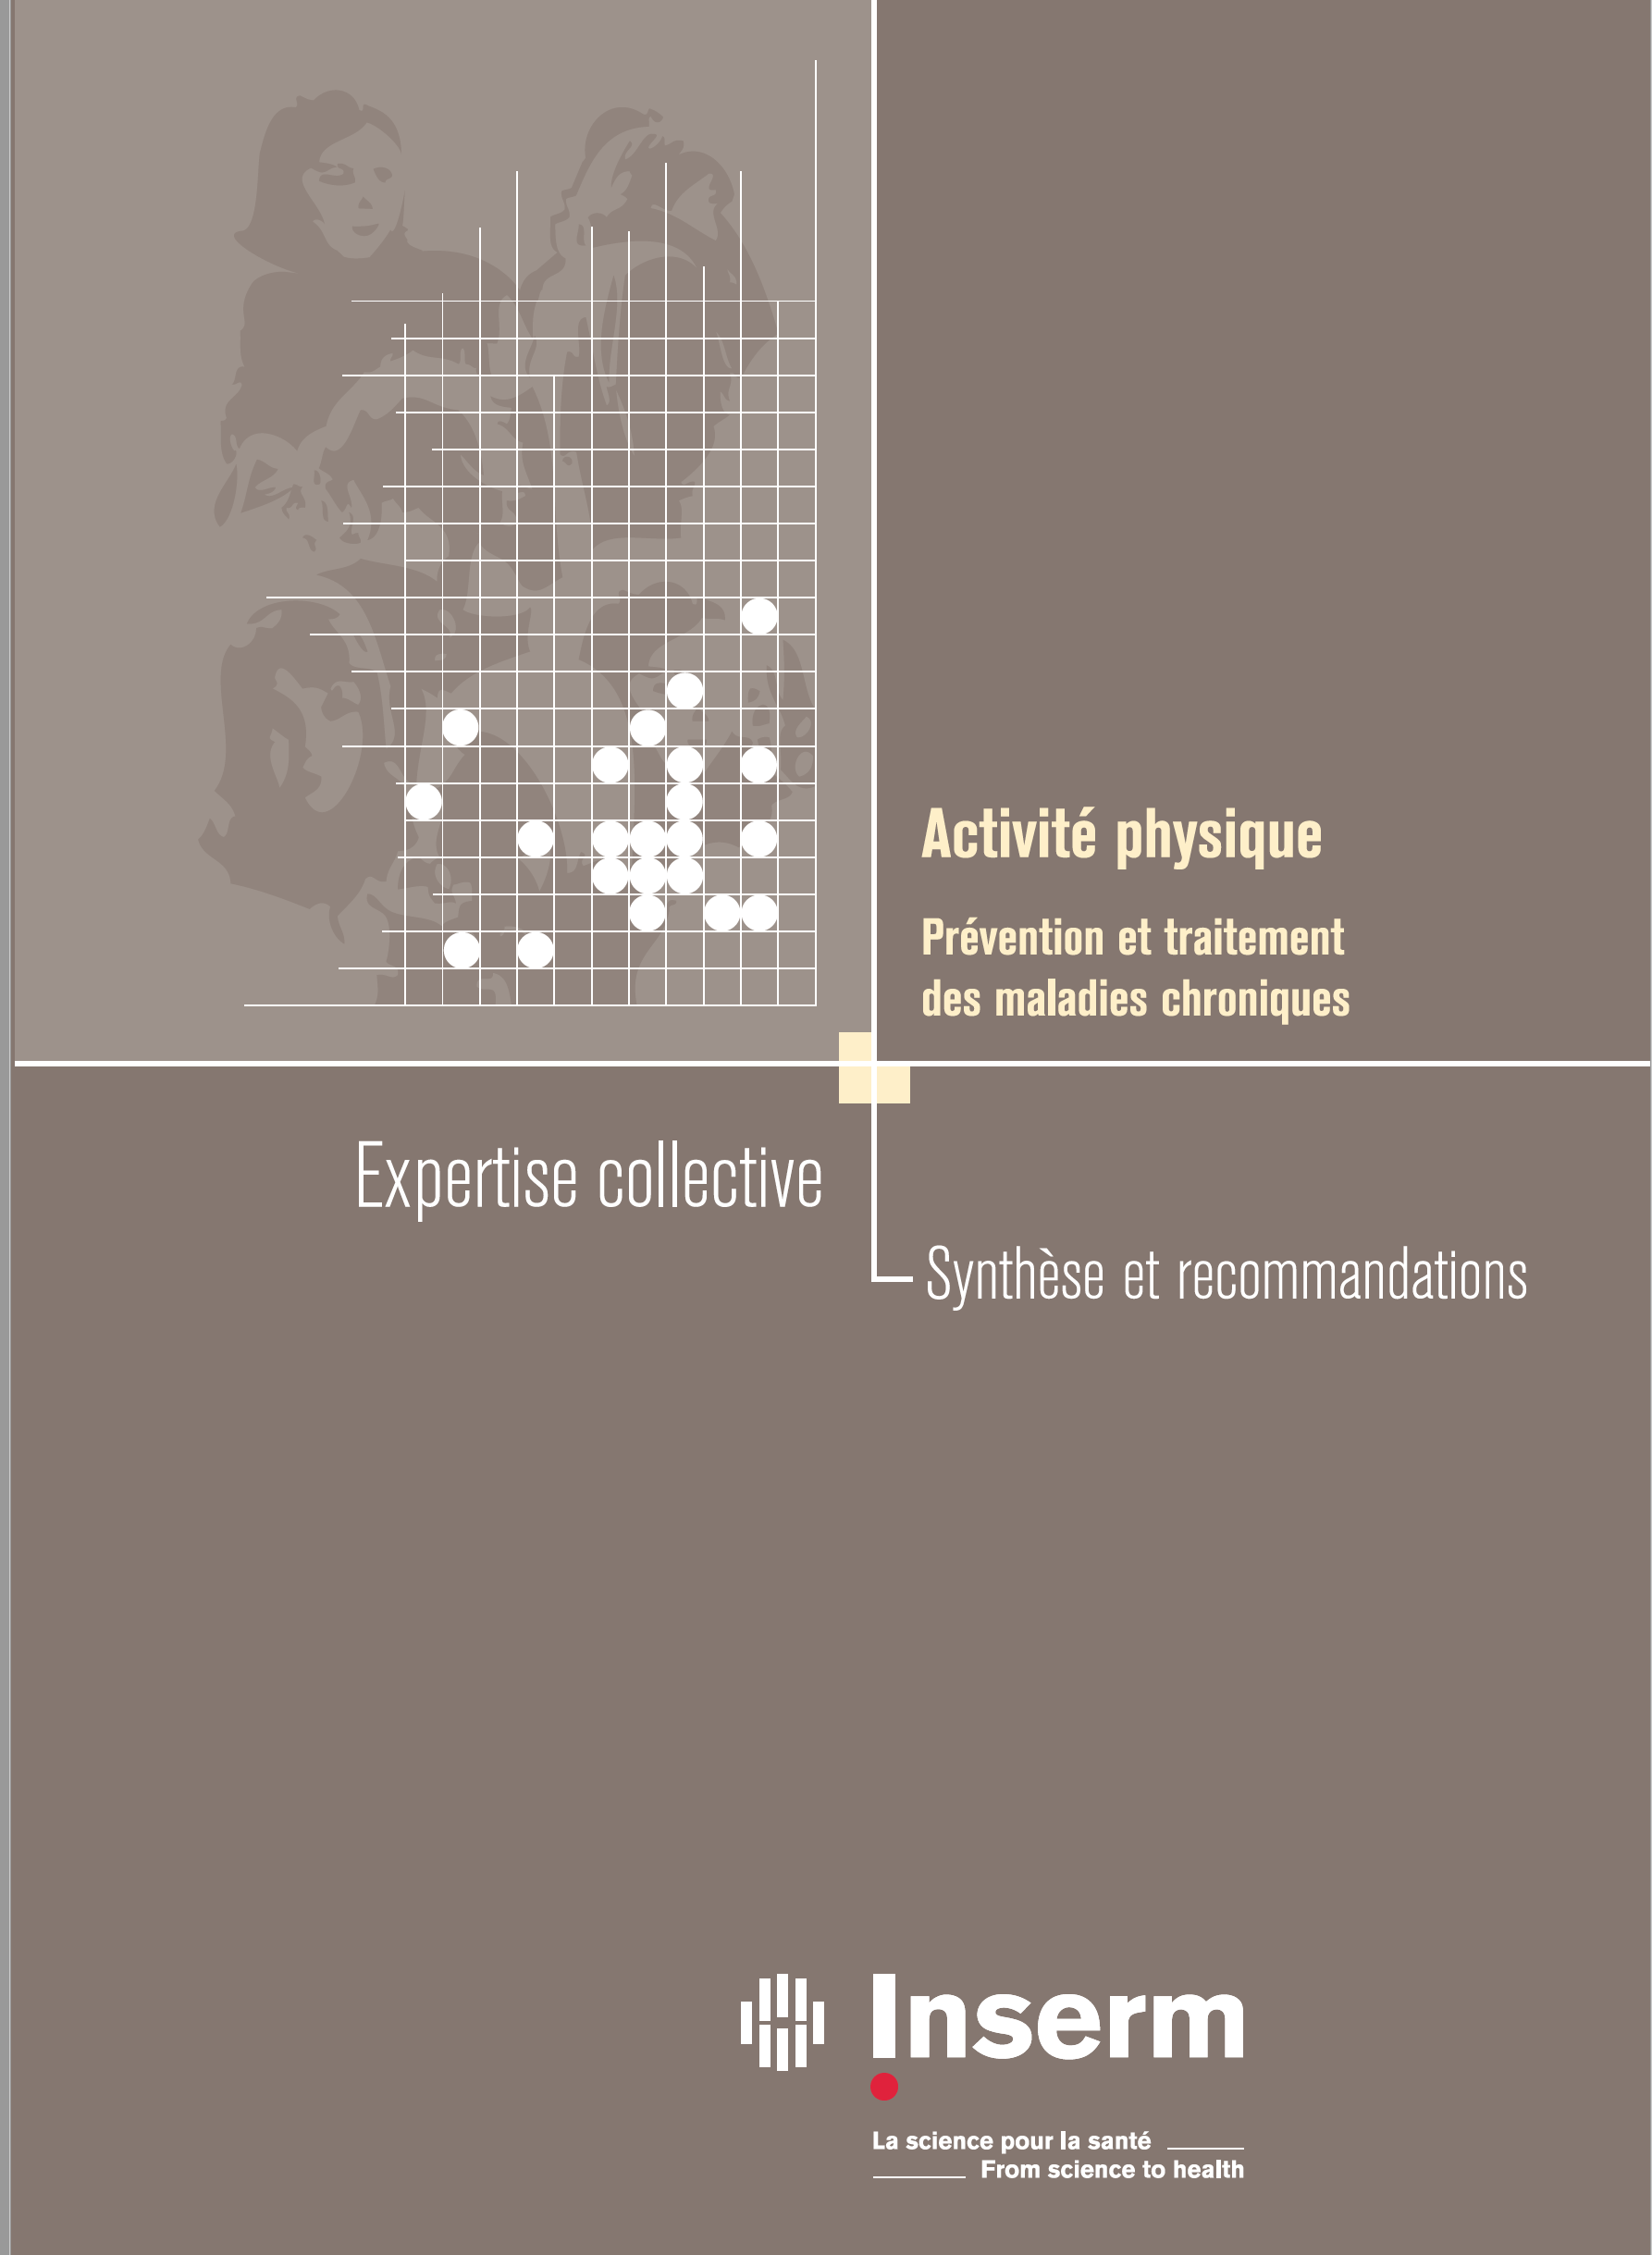 Activité physique
Prévention et traitement
des maladies chroniques
Expertise collective
Synthèse et recommandations
Inserm
La science pour la santé
From science to health